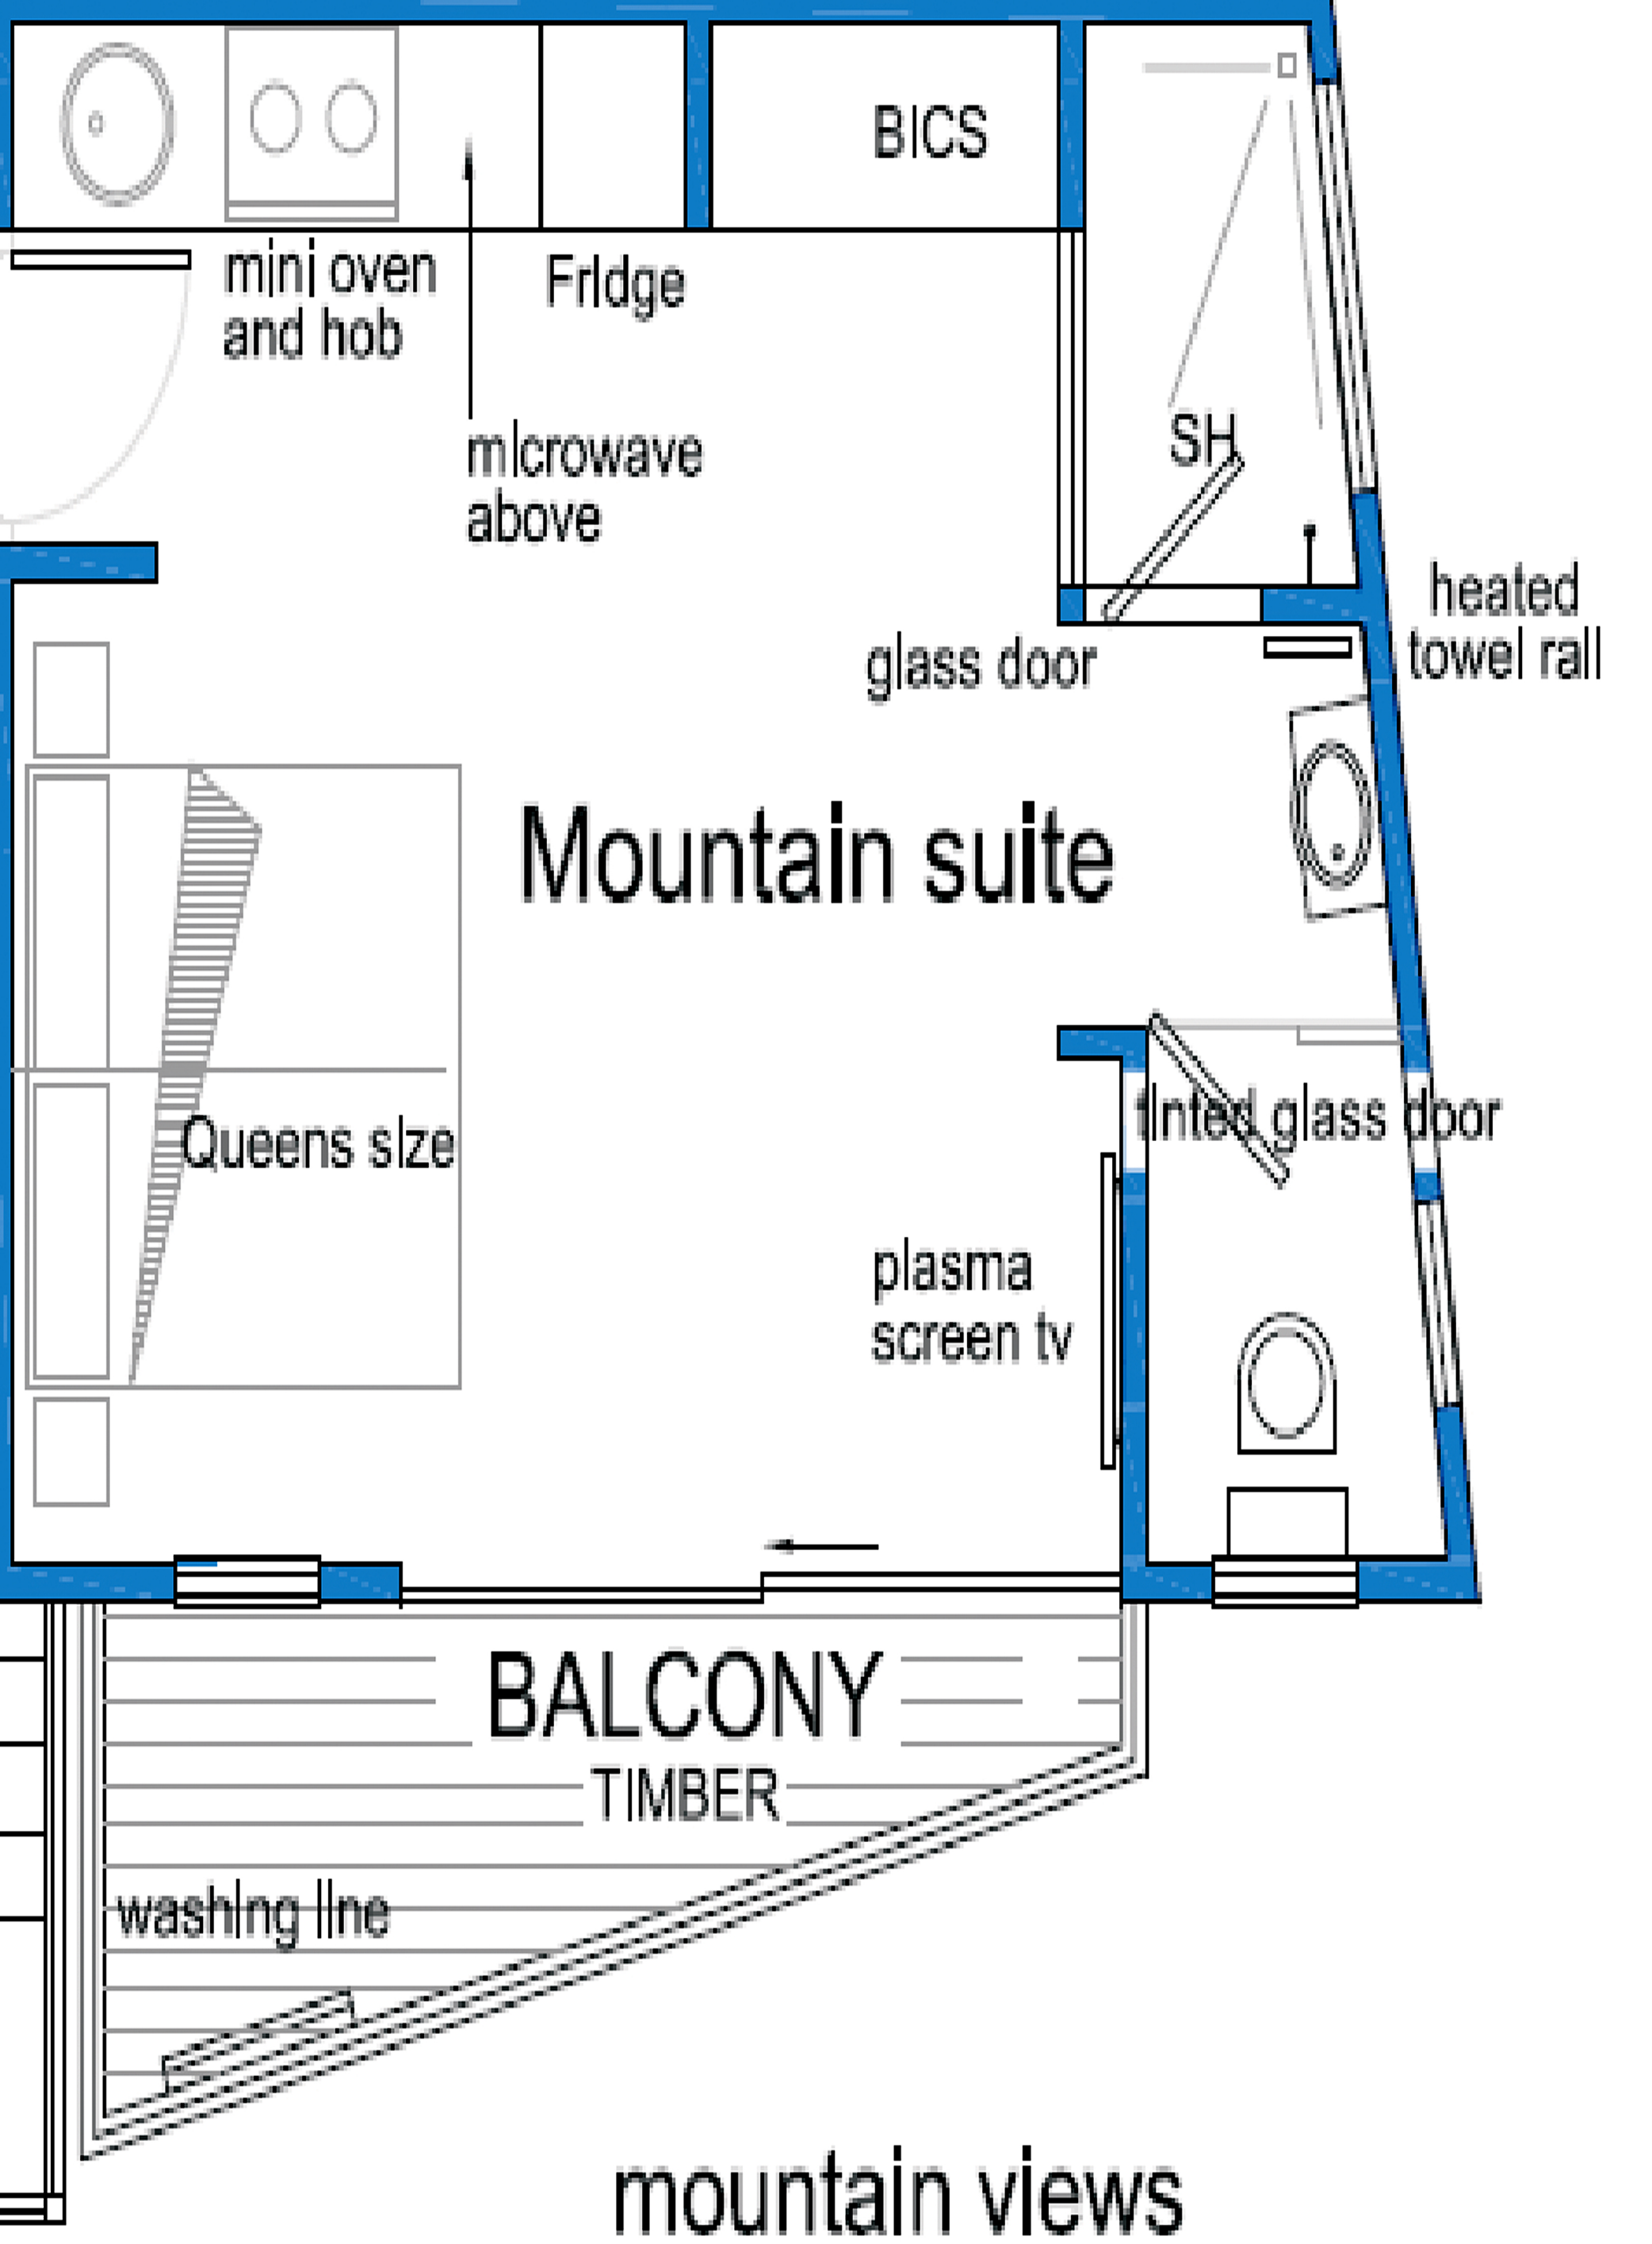 BICS
mini oven
and hob
Fridge
microwave
above
SH
heated
towel rail
glass door
Mountain suite
tinted glass door
Queens size
plasma
screen tv
BALCONY
TIMBER
washing line
mountain views